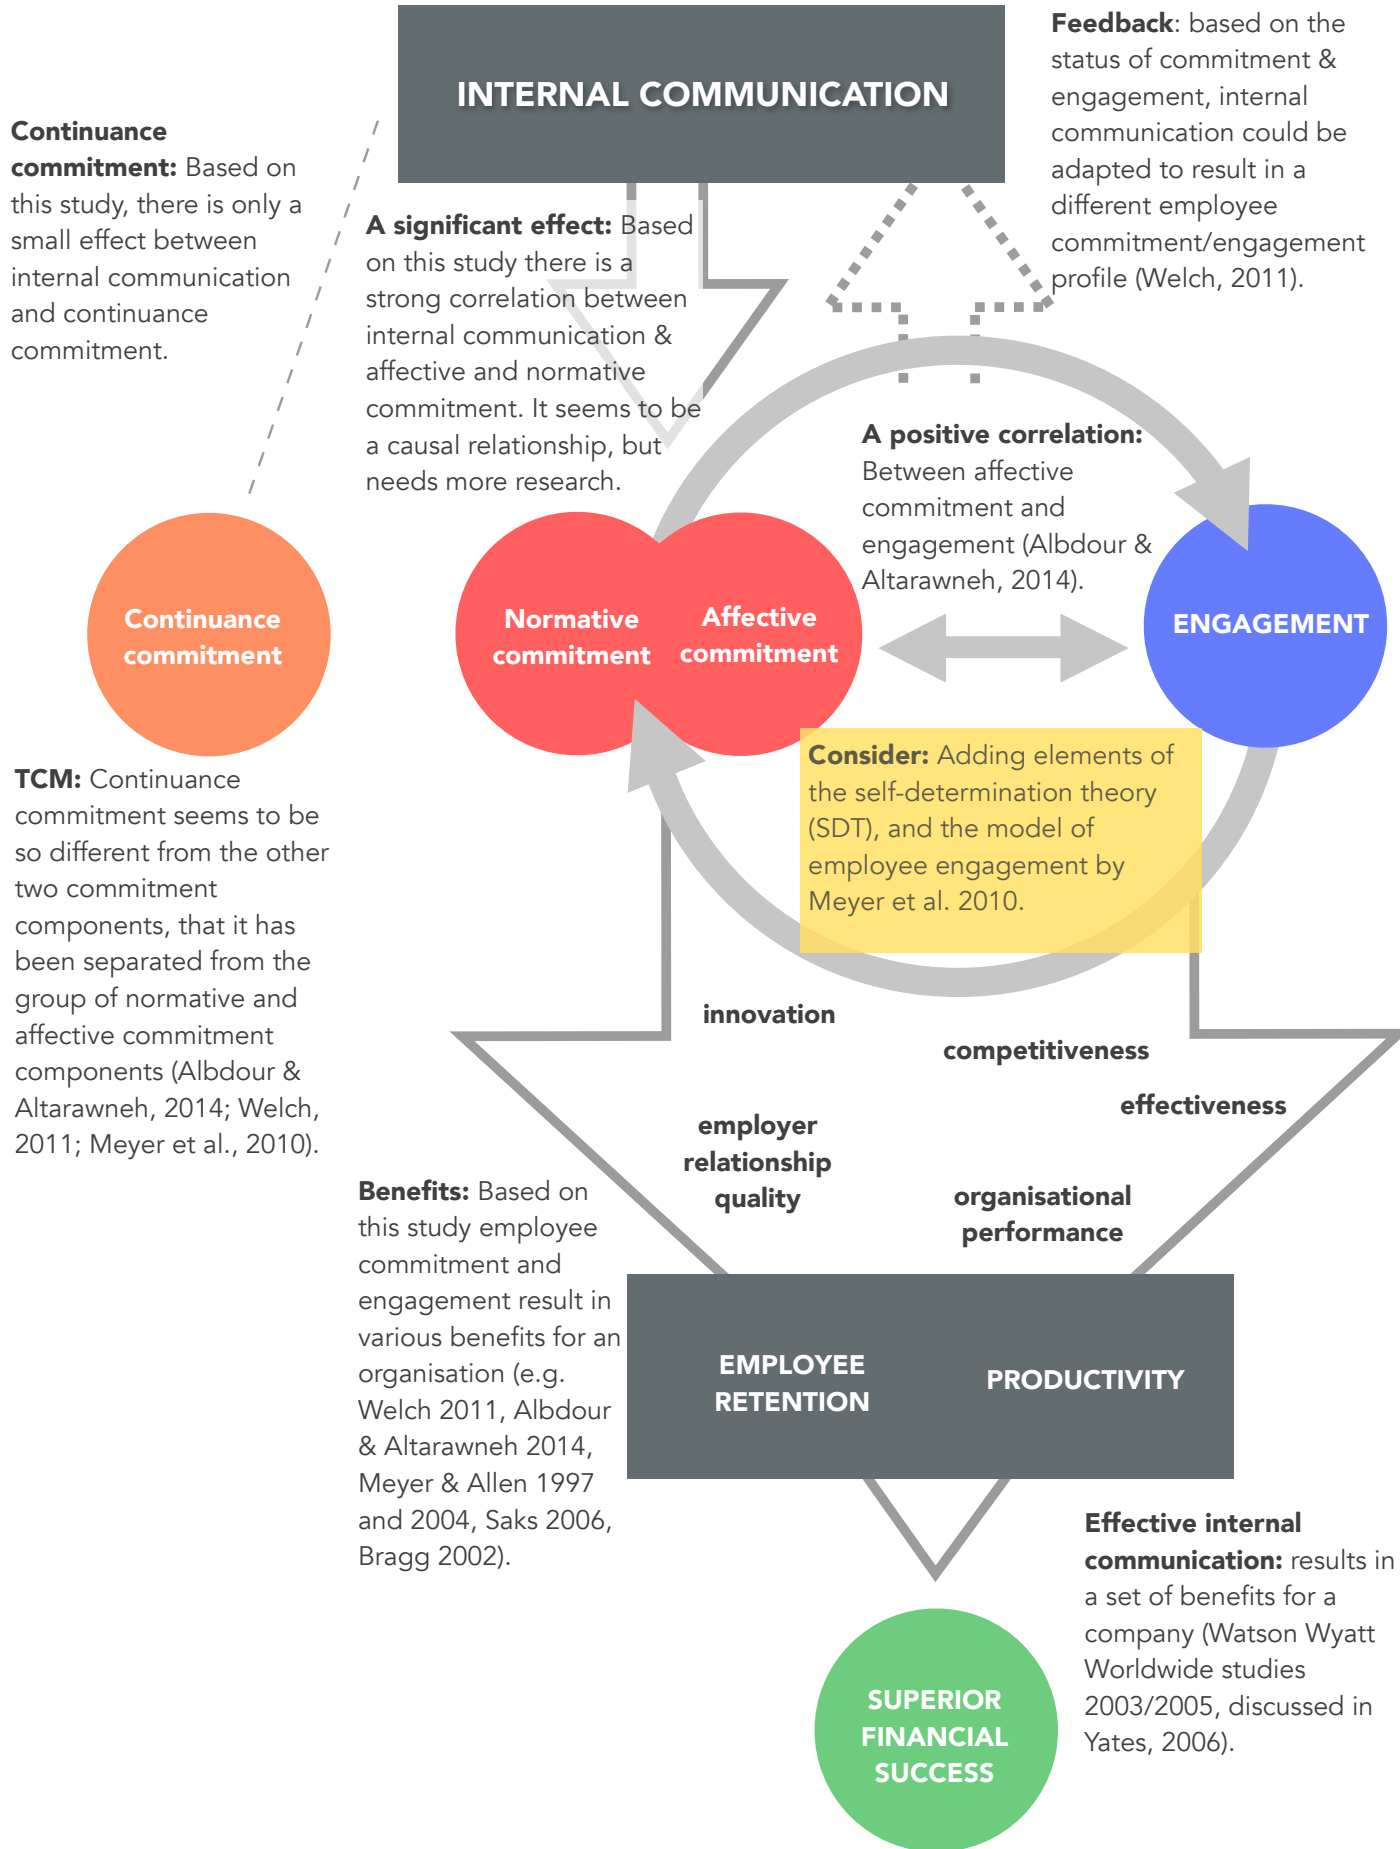 INTERNAL COMMUNICATION
Feedback: based on the
status of commitment &
engagement, internal
communication could be
adapted to result in a
different employee
commitment/engagement
profile (Welch, 2011).
Continuance
commitment: Based on
this study, there is only a
small effect between
internal communication
and continuance
commitment.
A significant effect: Based
on this study there is a
strong correlation between
internal communication &
affective and normative
commitment. It seems to be
a causal relationship, but
needs more research.
A positive correlation:
Between affective
commitment and
engagement (Albdour &
Altarawneh, 2014).
Continuance
commitment
Normative
commitment
Affective
commitment
ENGAGEMENT
Consider: Adding elements of
the self-determination theory
(SDT), and the model of
employee engagement by
Meyer et al. 2010.
TCM: Continuance
commitment seems to be
so different from the other
two commitment
components, that it has
been separated from the
group of normative and
affective commitment
components (Albdour &
Altarawneh, 2014; Welch,
2011; Meyer et al., 2010).
innovation
competitiveness
effectiveness
employer
relationship
quality
organisational
performance
Benefits: Based on
this study employee
commitment and
engagement result in
various benefits for an
organisation (e.g.
Welch 2011, Albdour
& Altarawneh 2014,
Meyer & Allen 1997
and 2004, Saks 2006,
Bragg 2002).
EMPLOYEE
RETENTION
PRODUCTIVITY
Effective internal
communication: results in
a set of benefits for a
company (Watson Wyatt
Worldwide studies
2003/2005, discussed in
Yates, 2006).
SUPERIOR
FINANCIAL
SUCCESS